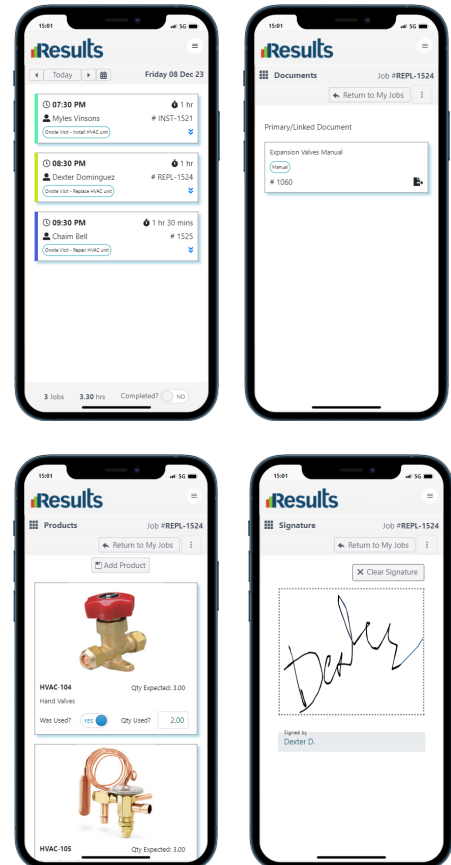 15:01
5G
Results
Today
Friday 08 Dec 23
07:30 PM
1 hr
Myles Vinsons
# INST-1521
Onsite Visit - Install HVAC unit
08:30 PM
1 hr
Dexter Dominguez
# REPL-1524
Onsite Visit - Replace HVAC unit
09:30 PM
1 hr 30 mins
Chaim Bell
# 1525
Onsite Visit - Repair HVAC unit
3 Jobs 3.30 hrs Completed? NO
15:01
5G
Results
Documents
Job #REPL-1524
Return to My Jobs
Primary/Linked Document
Expansion Valves Manual
Manual
# 1060
15:01
5G
Results
Products
Job #REPL-1524
Return to My Jobs
Add Product
HVAC-104
Qty Expected: 3.00
Hand Valves
Was Used? YES Qty Used? 2.00
HVAC-105
Qty Expected: 3.00
15:01
5G
Results
Signature
Job #REPL-1524
Return to My Jobs
Clear Signature
Dexley
Signed by
Dexter D.